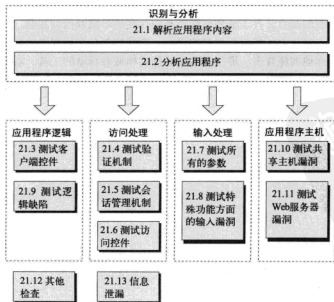 识别与分析
21.1 解析应用程序内容
21.2 分析应用程序
应用程序逻辑
21.3 测试客
户端控件
21.9 测试逻
辑缺陷
访问处理
21.4 测试验
证机制
21.5 测试会
话管理机制
21.6 测试访
问控件
输入处理
21.7 测试所
有的参数
21.8 测试特
殊功能方面
的输入漏洞
应用程序主机
21.10 测试共
享主机漏洞
21.11 测试
Web服务器
漏洞
21.12 其他
检查
21.13 信息
泄漏